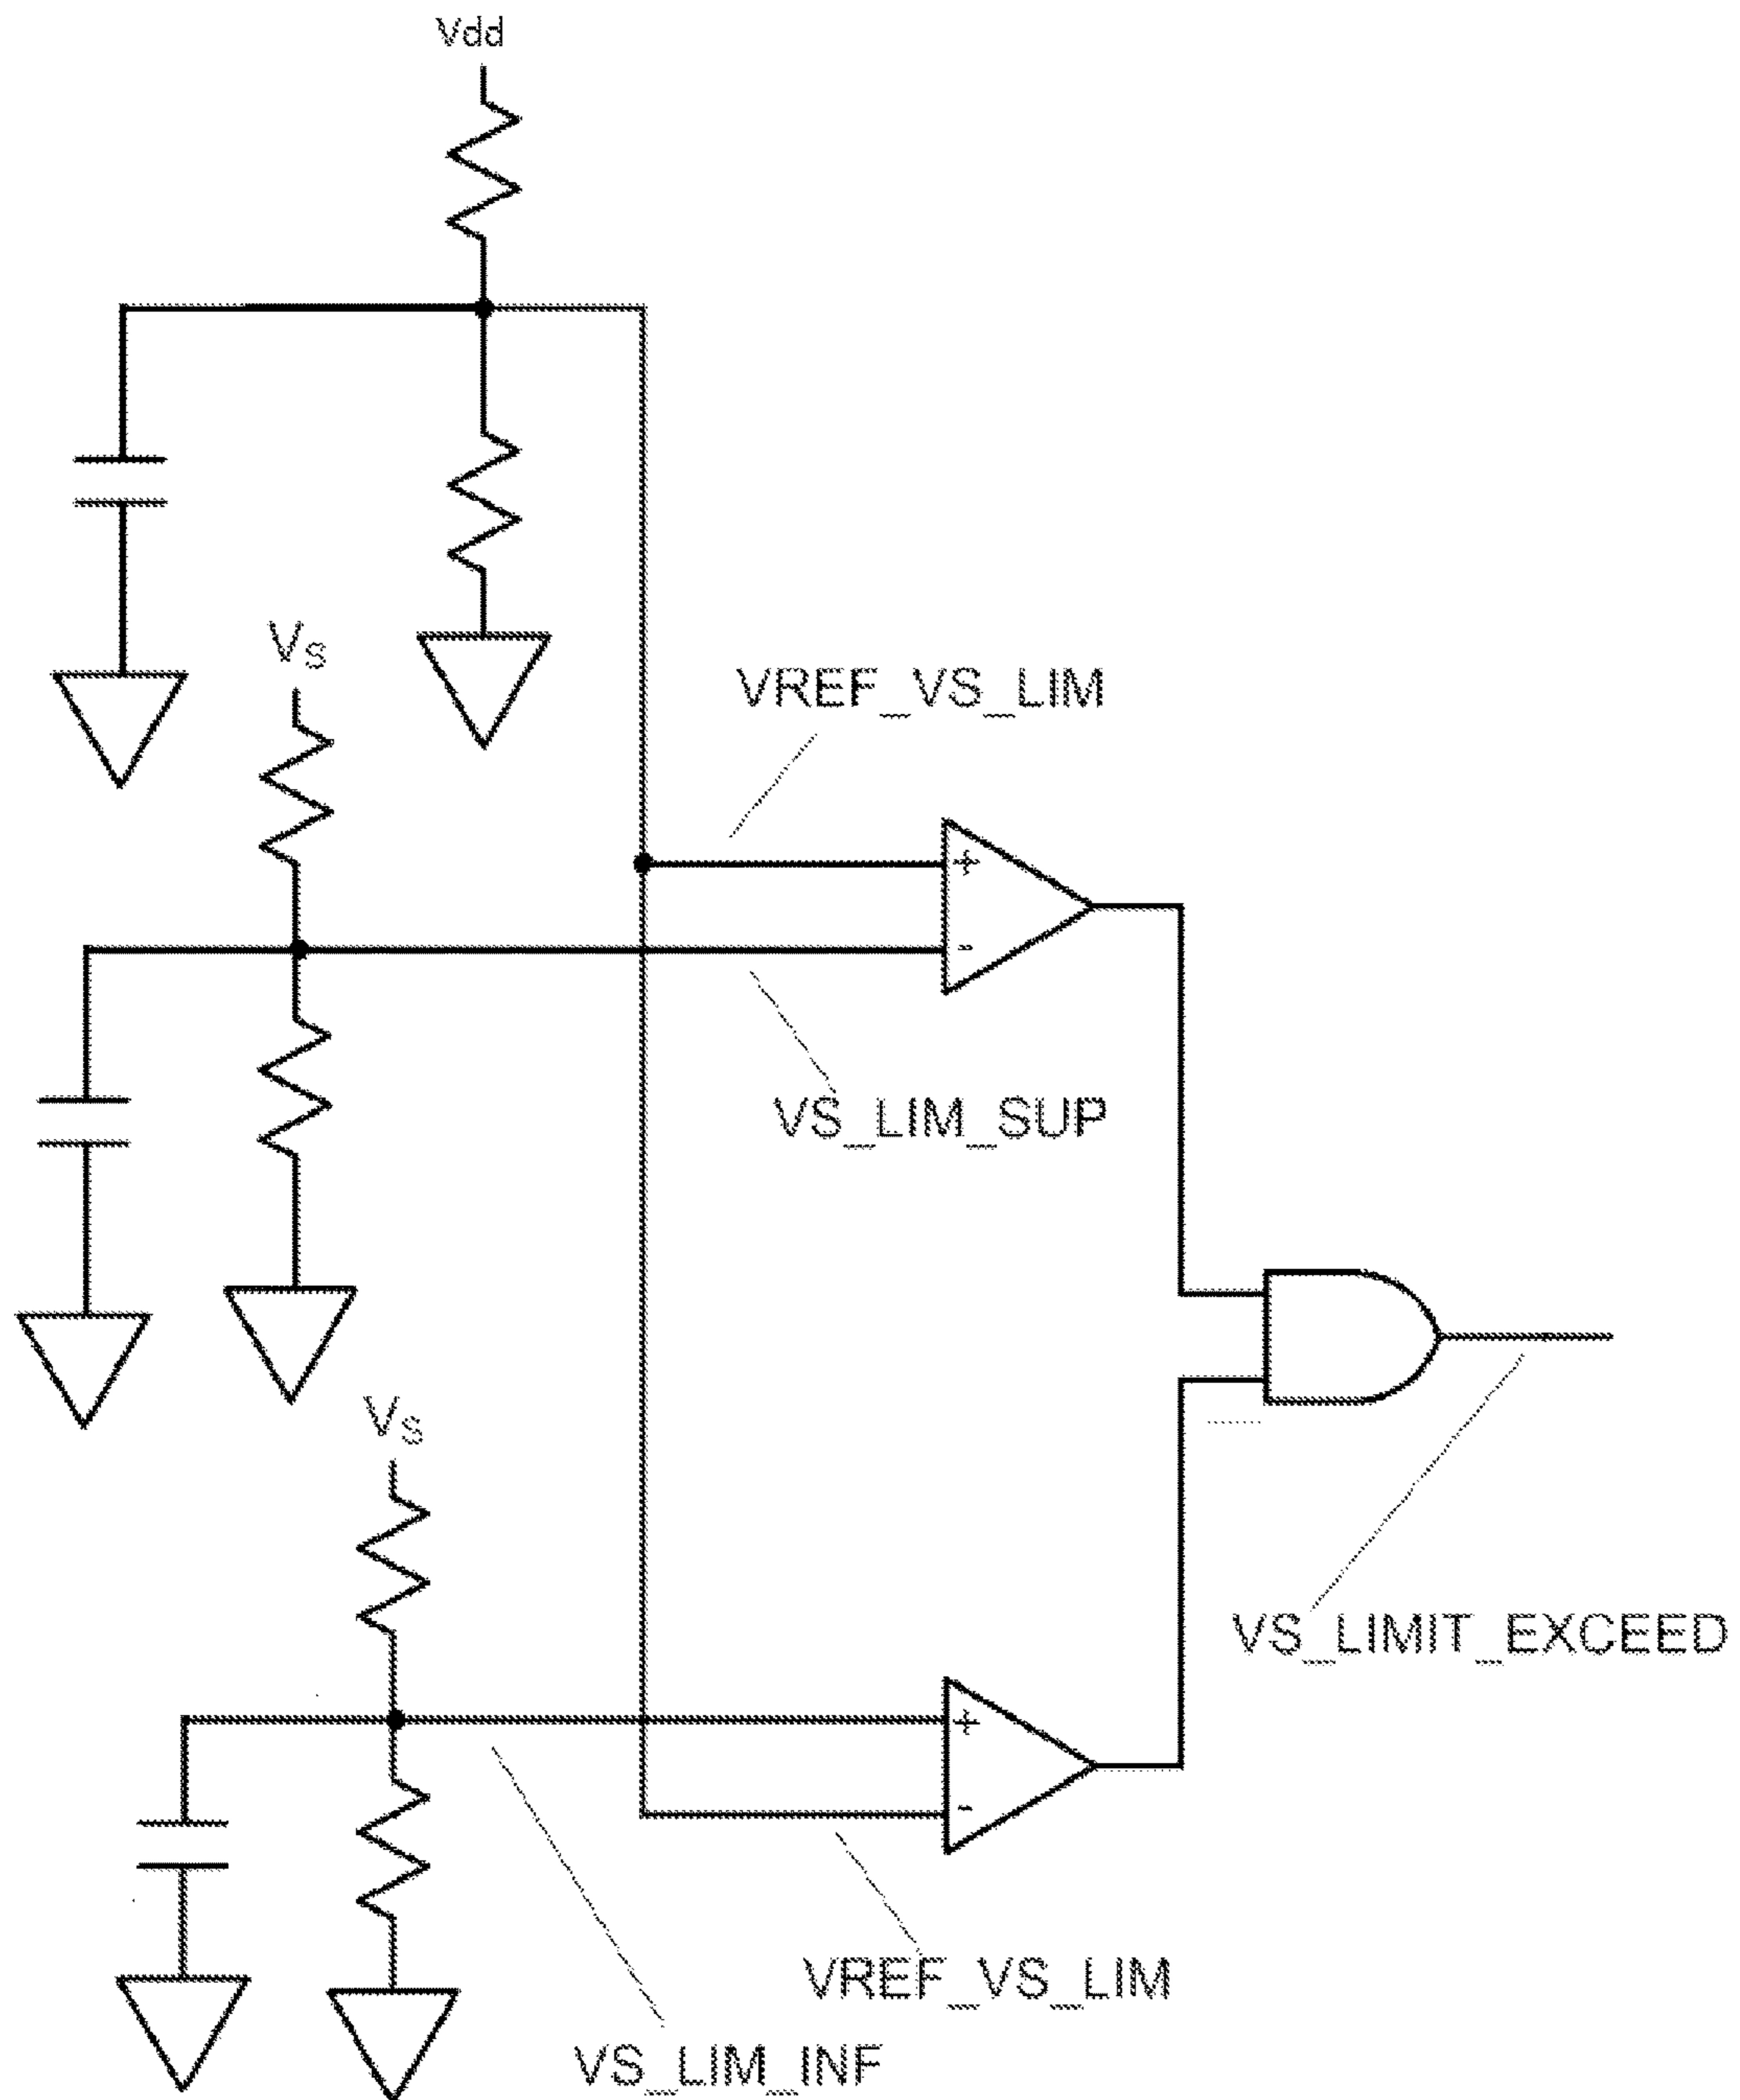 Vdd
VS
VREF_VS_LIM
+
-
VS_LIM_SUP
VS
VS_LIMIT_EXCEED
+
-
VREF_VS_LIM
VS_LIM_INF